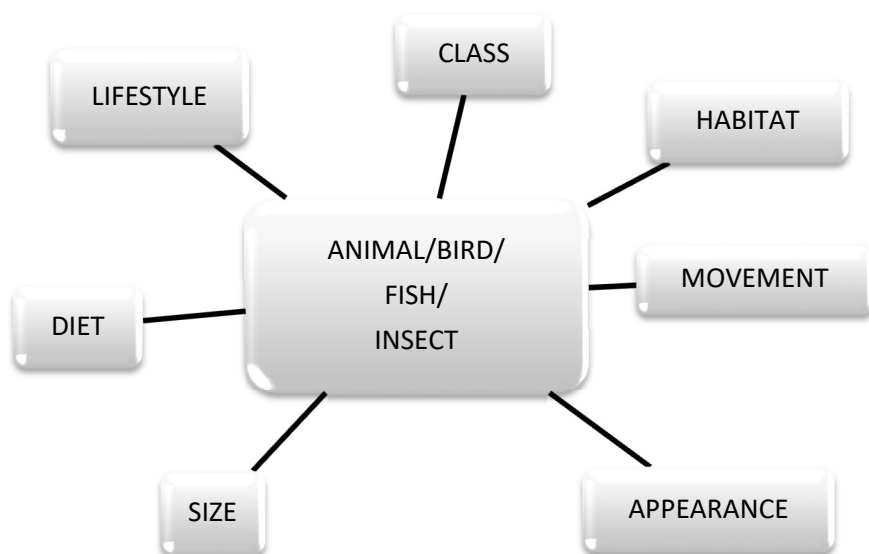 CLASS
LIFESTYLE
HABITAT
ANIMAL/BIRD/
FISH/
INSECT
MOVEMENT
DIET
SIZE
APPEARANCE